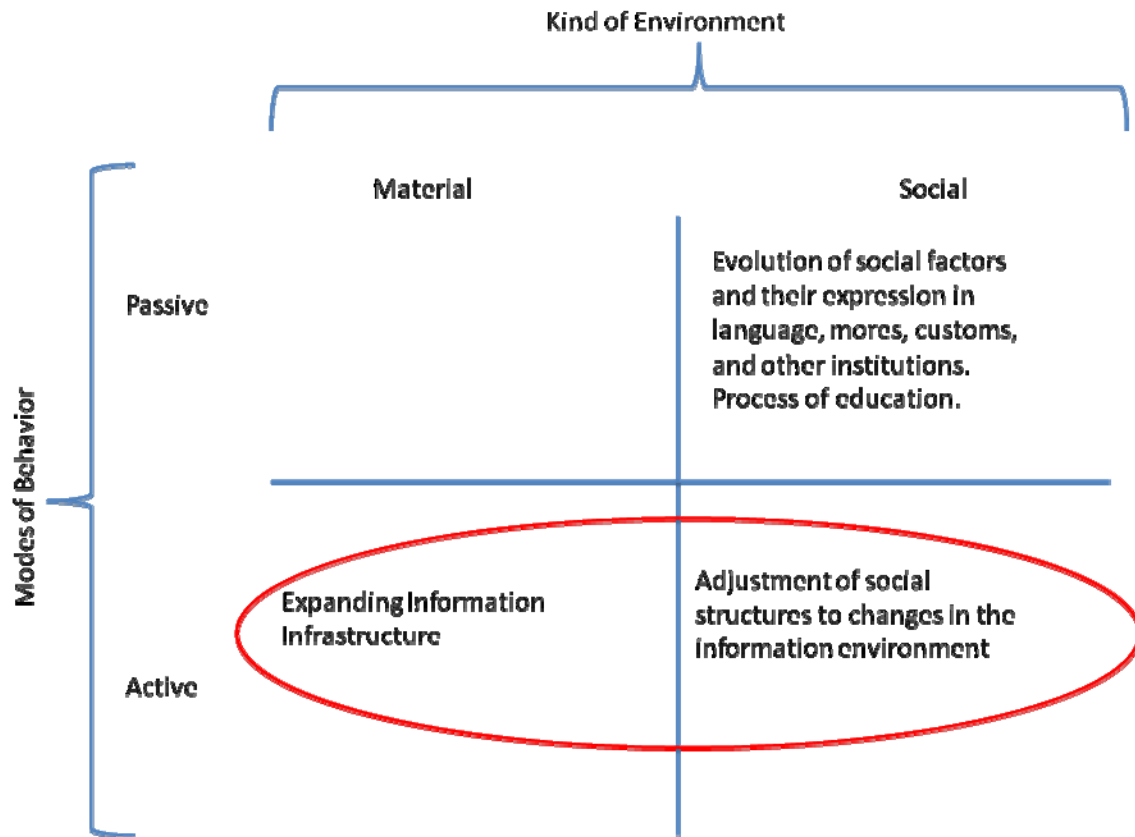 Kind of Environment
Material
Social
Modes of Behavior
Passive
Evolution of social factors
and their expression in
language, mores, customs,
and other institutions.
Process of education.
Active
Expanding Information
Infrastructure
Adjustment of social
structures to changes in the
information environment